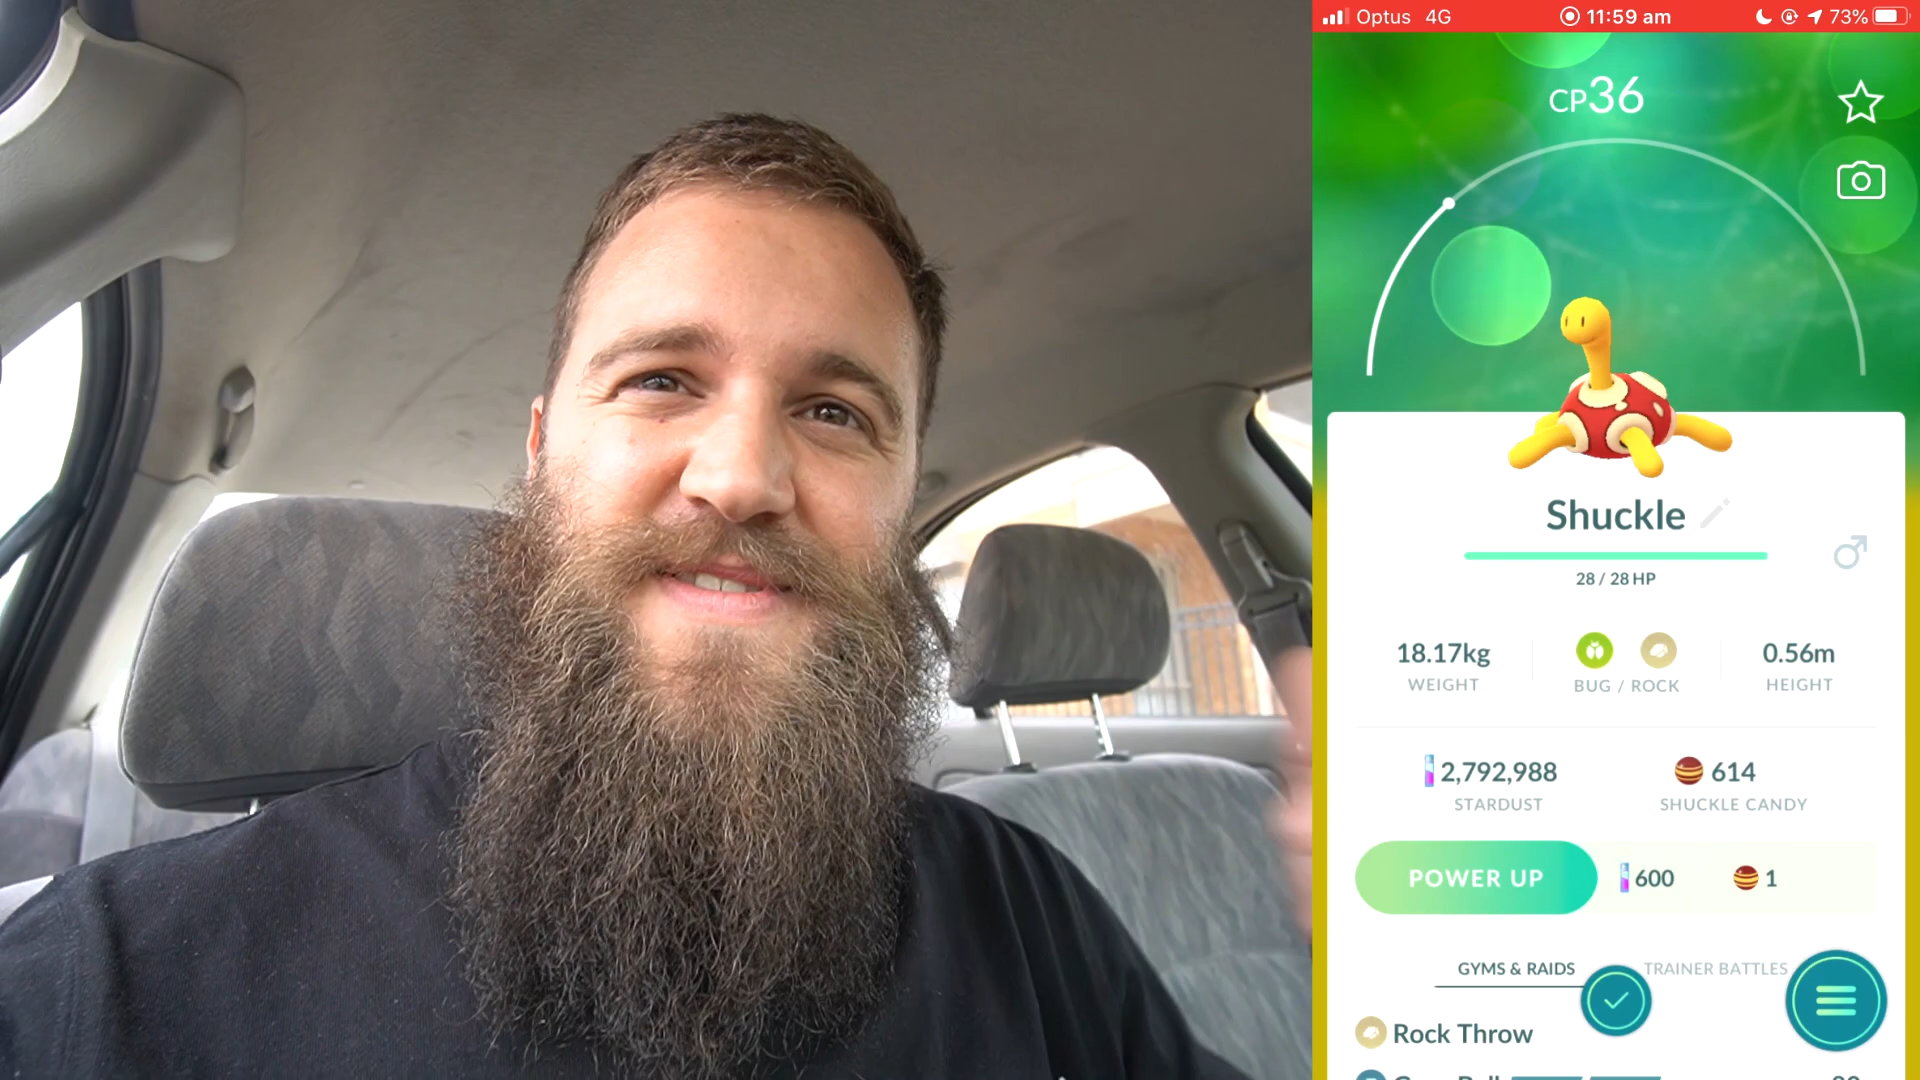 Optus 4G 11:59 am 73%
CP36
Shuckle
28 / 28 HP
18.17kg
WEIGHT
BUG / ROCK
0.56m
HEIGHT
2,792,988
STARDUST
614
SHUCKLE CANDY
POWER UP 600 1
GYMS & RAIDS TRAINER BATTLES
Rock Throw